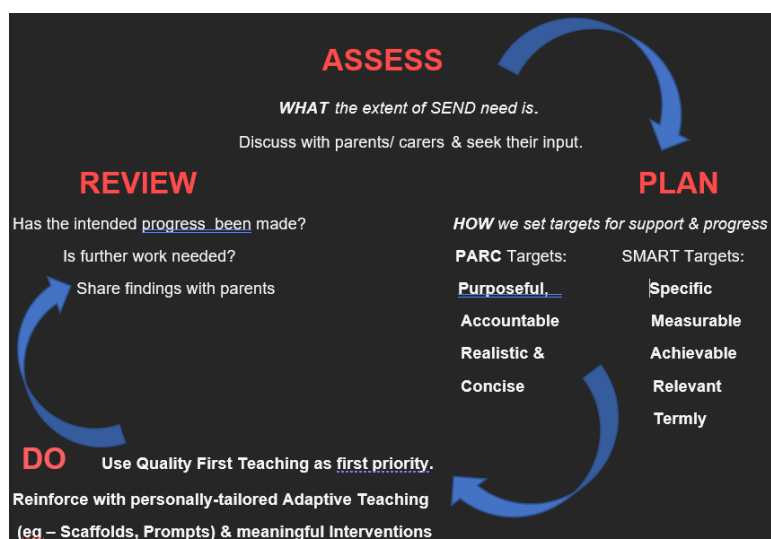 ASSESS
WHAT the extent of SEND need is.
Discuss with parents/ carers & seek their input.
PLAN
HOW we set targets for support & progress
PARC Targets:
Purposeful,
Accountable
Realistic &
Concise
SMART Targets:
Specific
Measurable
Achievable
Relevant
Termly
DO
Use Quality First Teaching as first priority.
Reinforce with personally-tailored Adaptive Teaching
(eg – Scaffolds, Prompts) & meaningful Interventions
REVIEW
Has the intended progress been made?
Is further work needed?
Share findings with parents